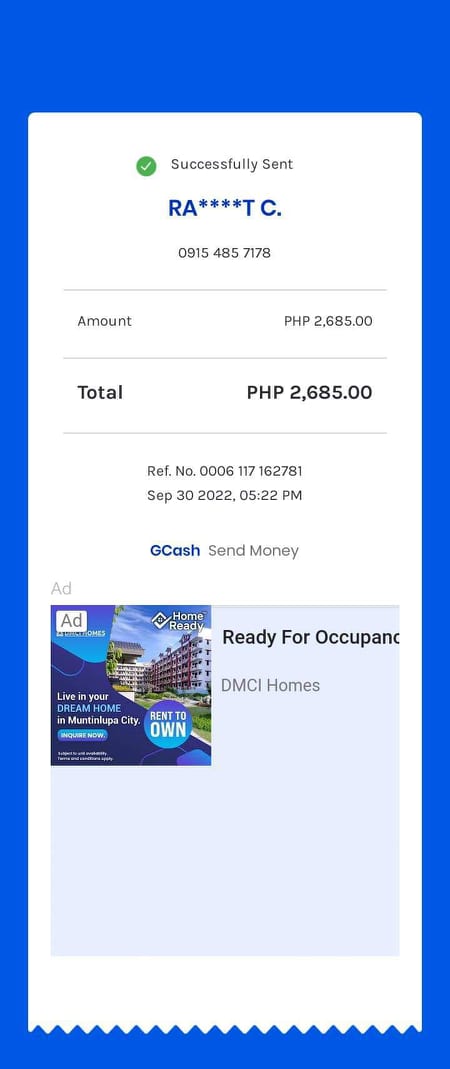 Successfully Sent
RA****T C.
0915 485 7178
Amount PHP 2,685.00
Total PHP 2,685.00
Ref. No. 0006 117 162781
Sep 30 2022, 05:22 PM
GCash Send Money
Ad
Ad
DMCI HOMES
Home
Ready
Live in your
DREAM HOME
in Muntinlupa City.
INQUIRE NOW.
RENT TO
OWN
Subject to unit availability.
Terms and conditions apply.
Ready For Occupanc
DMCI Homes